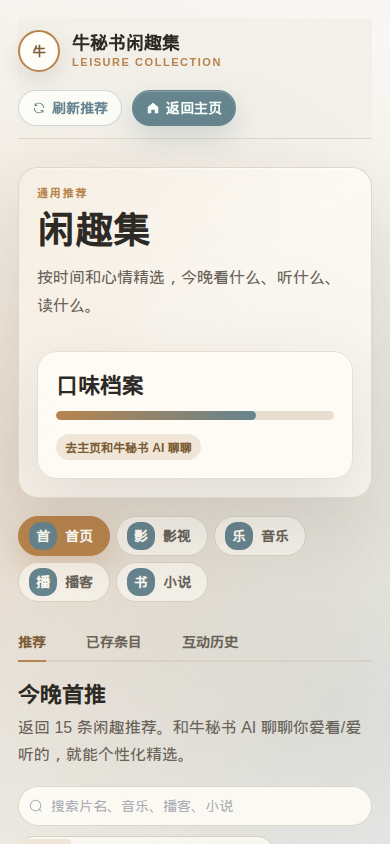 牛
牛秘书闲趣集
LEISURE COLLECTION
刷新推荐
返回主页
通用推荐
闲趣集
按时间和心情精选，今晚看什么、听什么、
读什么。
口味档案
去主页和牛秘书 AI 聊聊
首 首页
影 影视
乐 音乐
播 播客
书 小说
推荐
已存条目
互动历史
今晚首推
返回 15 条闲趣推荐。和牛秘书 AI 聊聊你爱看/爱
听的，就能个性化精选。
搜索片名、音乐、播客、小说